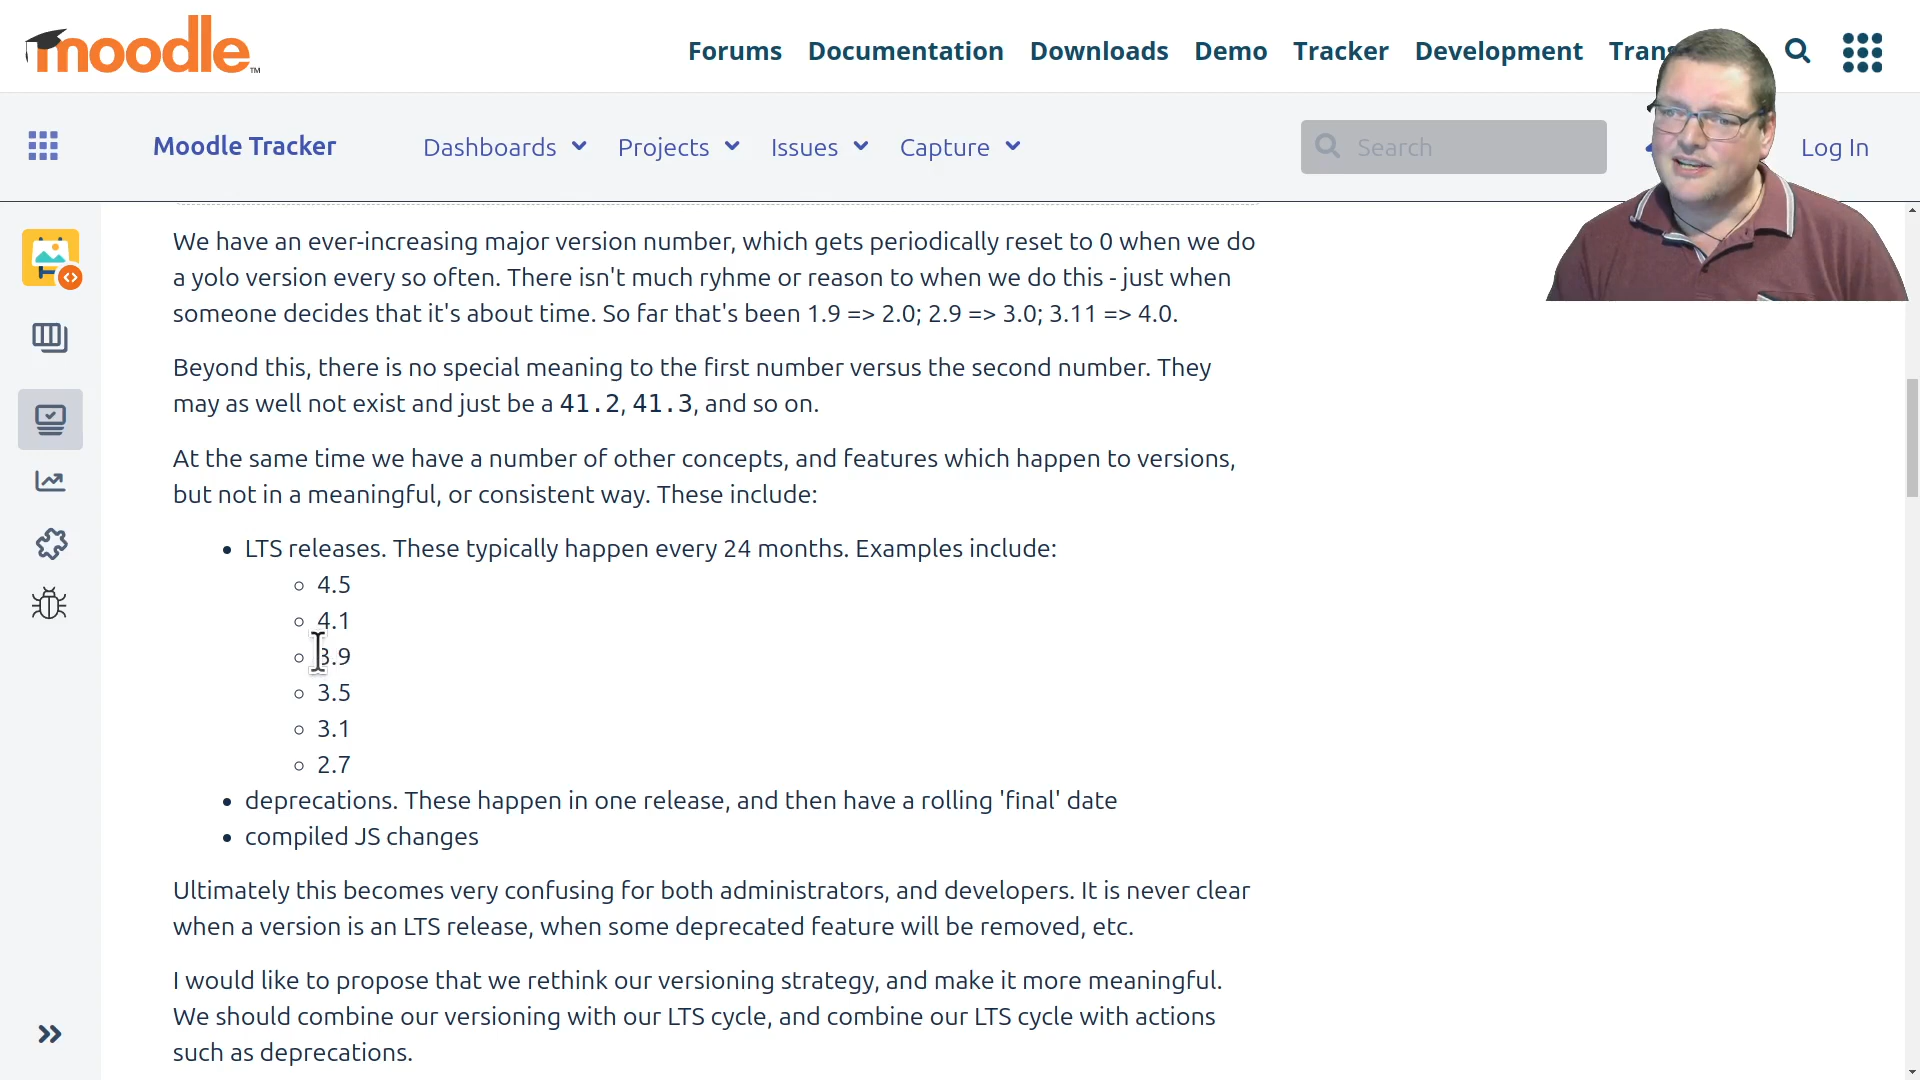 moodle™
Forums Documentation Downloads Demo Tracker Development
Moodle Tracker
Dashboards Projects Issues Capture
Search
Log In
We have an ever-increasing major version number, which gets periodically reset to 0 when we do
a yolo version every so often. There isn't much ryhme or reason to when we do this - just when
someone decides that it's about time. So far that's been 1.9 => 2.0; 2.9 => 3.0; 3.11 => 4.0.
Beyond this, there is no special meaning to the first number versus the second number. They
may as well not exist and just be a 41.2, 41.3, and so on.
At the same time we have a number of other concepts, and features which happen to versions,
but not in a meaningful, or consistent way. These include:
• LTS releases. These typically happen every 24 months. Examples include:
◦ 4.5
◦ 4.1
◦ 3.9
◦ 3.5
◦ 3.1
◦ 2.7
• deprecations. These happen in one release, and then have a rolling 'final' date
• compiled JS changes
Ultimately this becomes very confusing for both administrators, and developers. It is never clear
when a version is an LTS release, when some deprecated feature will be removed, etc.
I would like to propose that we rethink our versioning strategy, and make it more meaningful.
We should combine our versioning with our LTS cycle, and combine our LTS cycle with actions
such as deprecations.